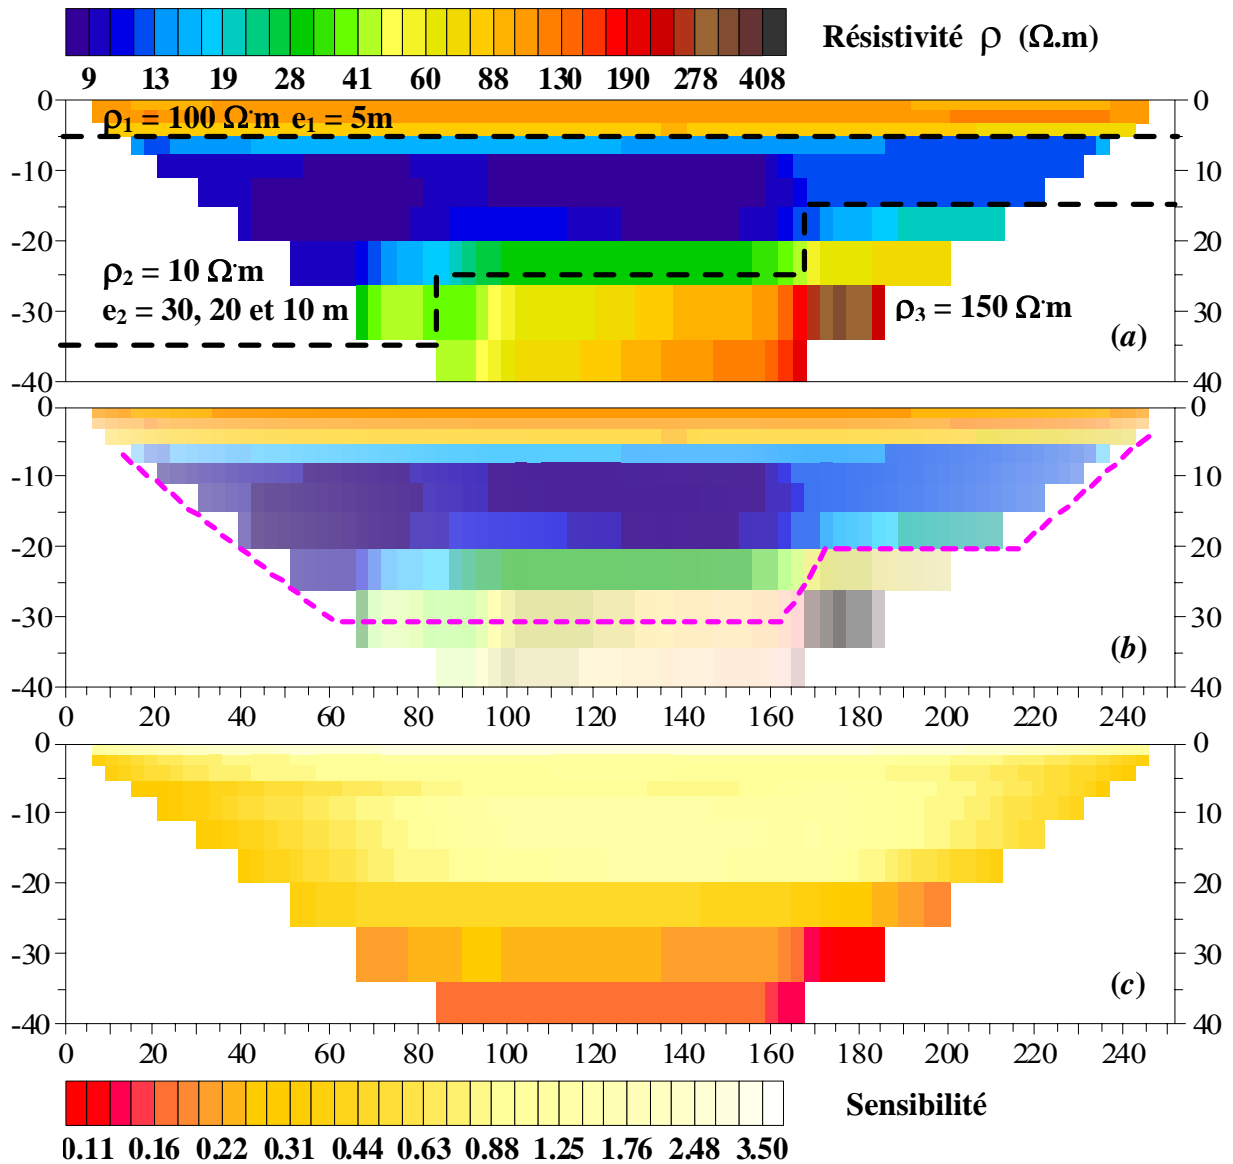 Résistivité ρ (Ω.m)
9 13 19 28 41 60 88 130 190 278 408
0 0
ρ1 = 100 Ω·m e1 = 5m
-10 10
-20 20
ρ2 = 10 Ω·m
e2 = 30, 20 et 10 m
-30 30
ρ3 = 150 Ω·m
(a)
-40 40
0 0
-10 10
-20 20
-30 30
(b)
-40 40
0 20 40 60 80 100 120 140 160 180 200 220 240
0 0
-10 10
-20 20
-30 30
(c)
-40 40
0 20 40 60 80 100 120 140 160 180 200 220 240
Sensibilité
0.11 0.16 0.22 0.31 0.44 0.63 0.88 1.25 1.76 2.48 3.50